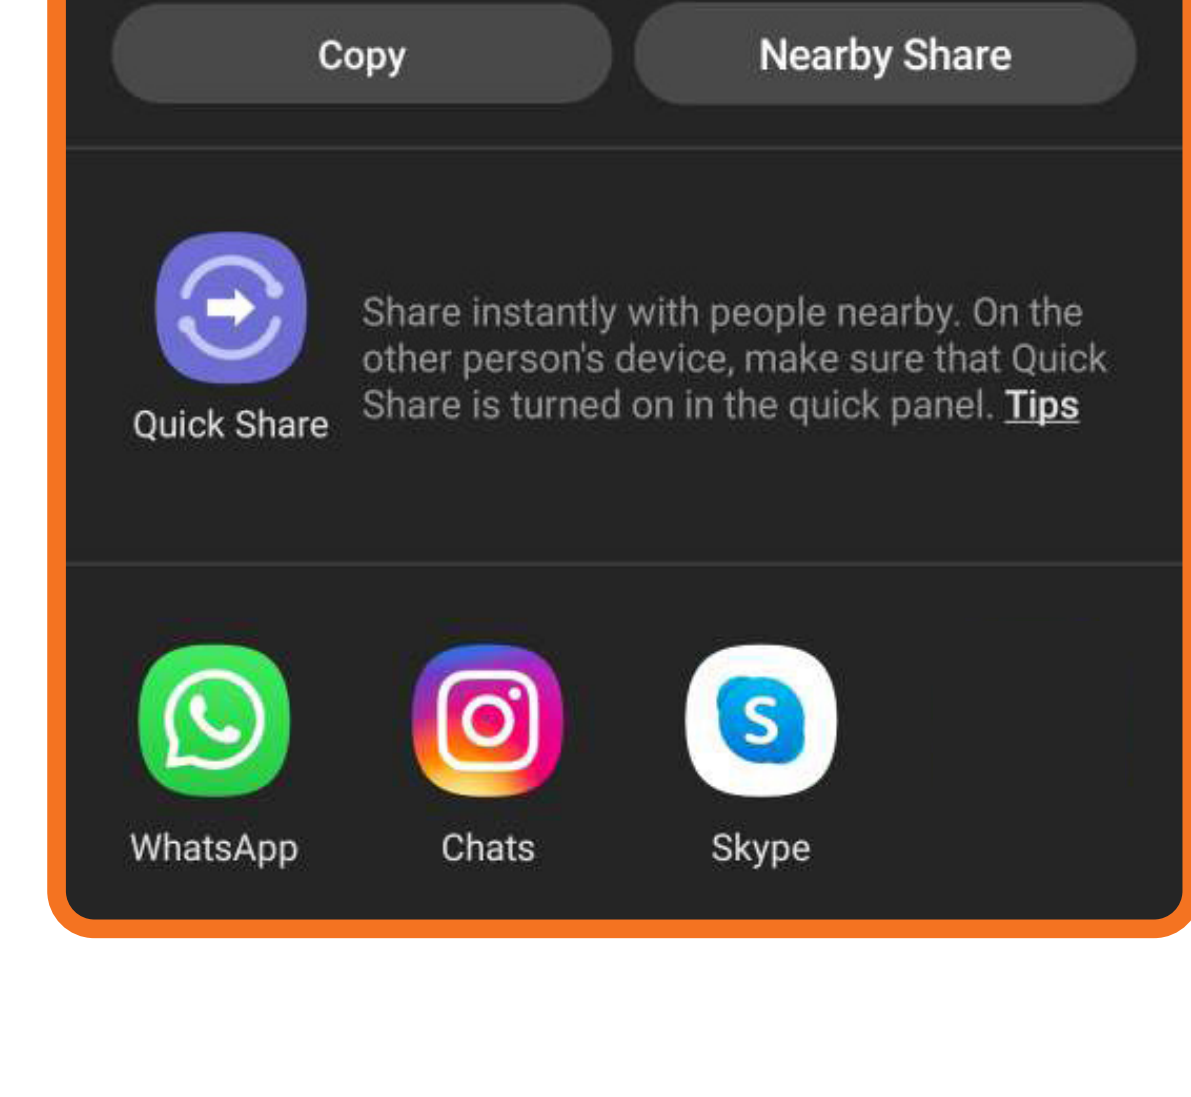 Copy
Nearby Share
Share instantly with people nearby. On the
other person's device, make sure that Quick
Share is turned on in the quick panel. Tips
Quick Share
S
WhatsApp
Chats
Skype